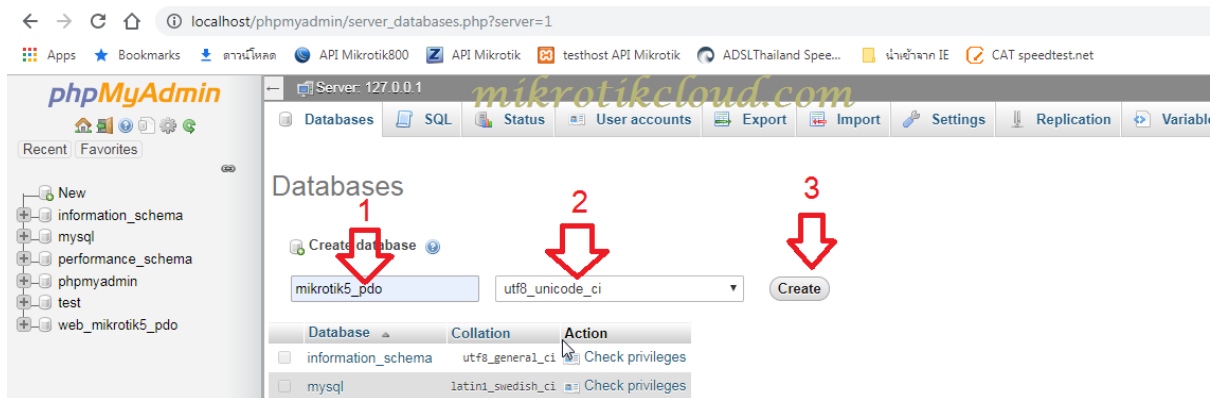 localhost/phpmyadmin/server_databases.php?server=1
Apps Bookmarks ดาวน์โหลด API Mikrotik800 API Mikrotik testhost API Mikrotik ADSLThailand Spee... นำเข้าจาก IE CAT speedtest.net
phpMyAdmin
Server: 127.0.0.1
mikrotikcloud.com
Databases SQL Status User accounts Export Import Settings Replication Variabl
Recent Favorites
New
information_schema
mysql
performance_schema
phpmyadmin
test
web_mikrotik5_pdo
Databases
1 2 3
Create database
mikrotik5_pdo utf8_unicode_ci Create
Database Collation Action
information_schema utf8_general_ci Check privileges
mysql latin1_swedish_ci Check privileges